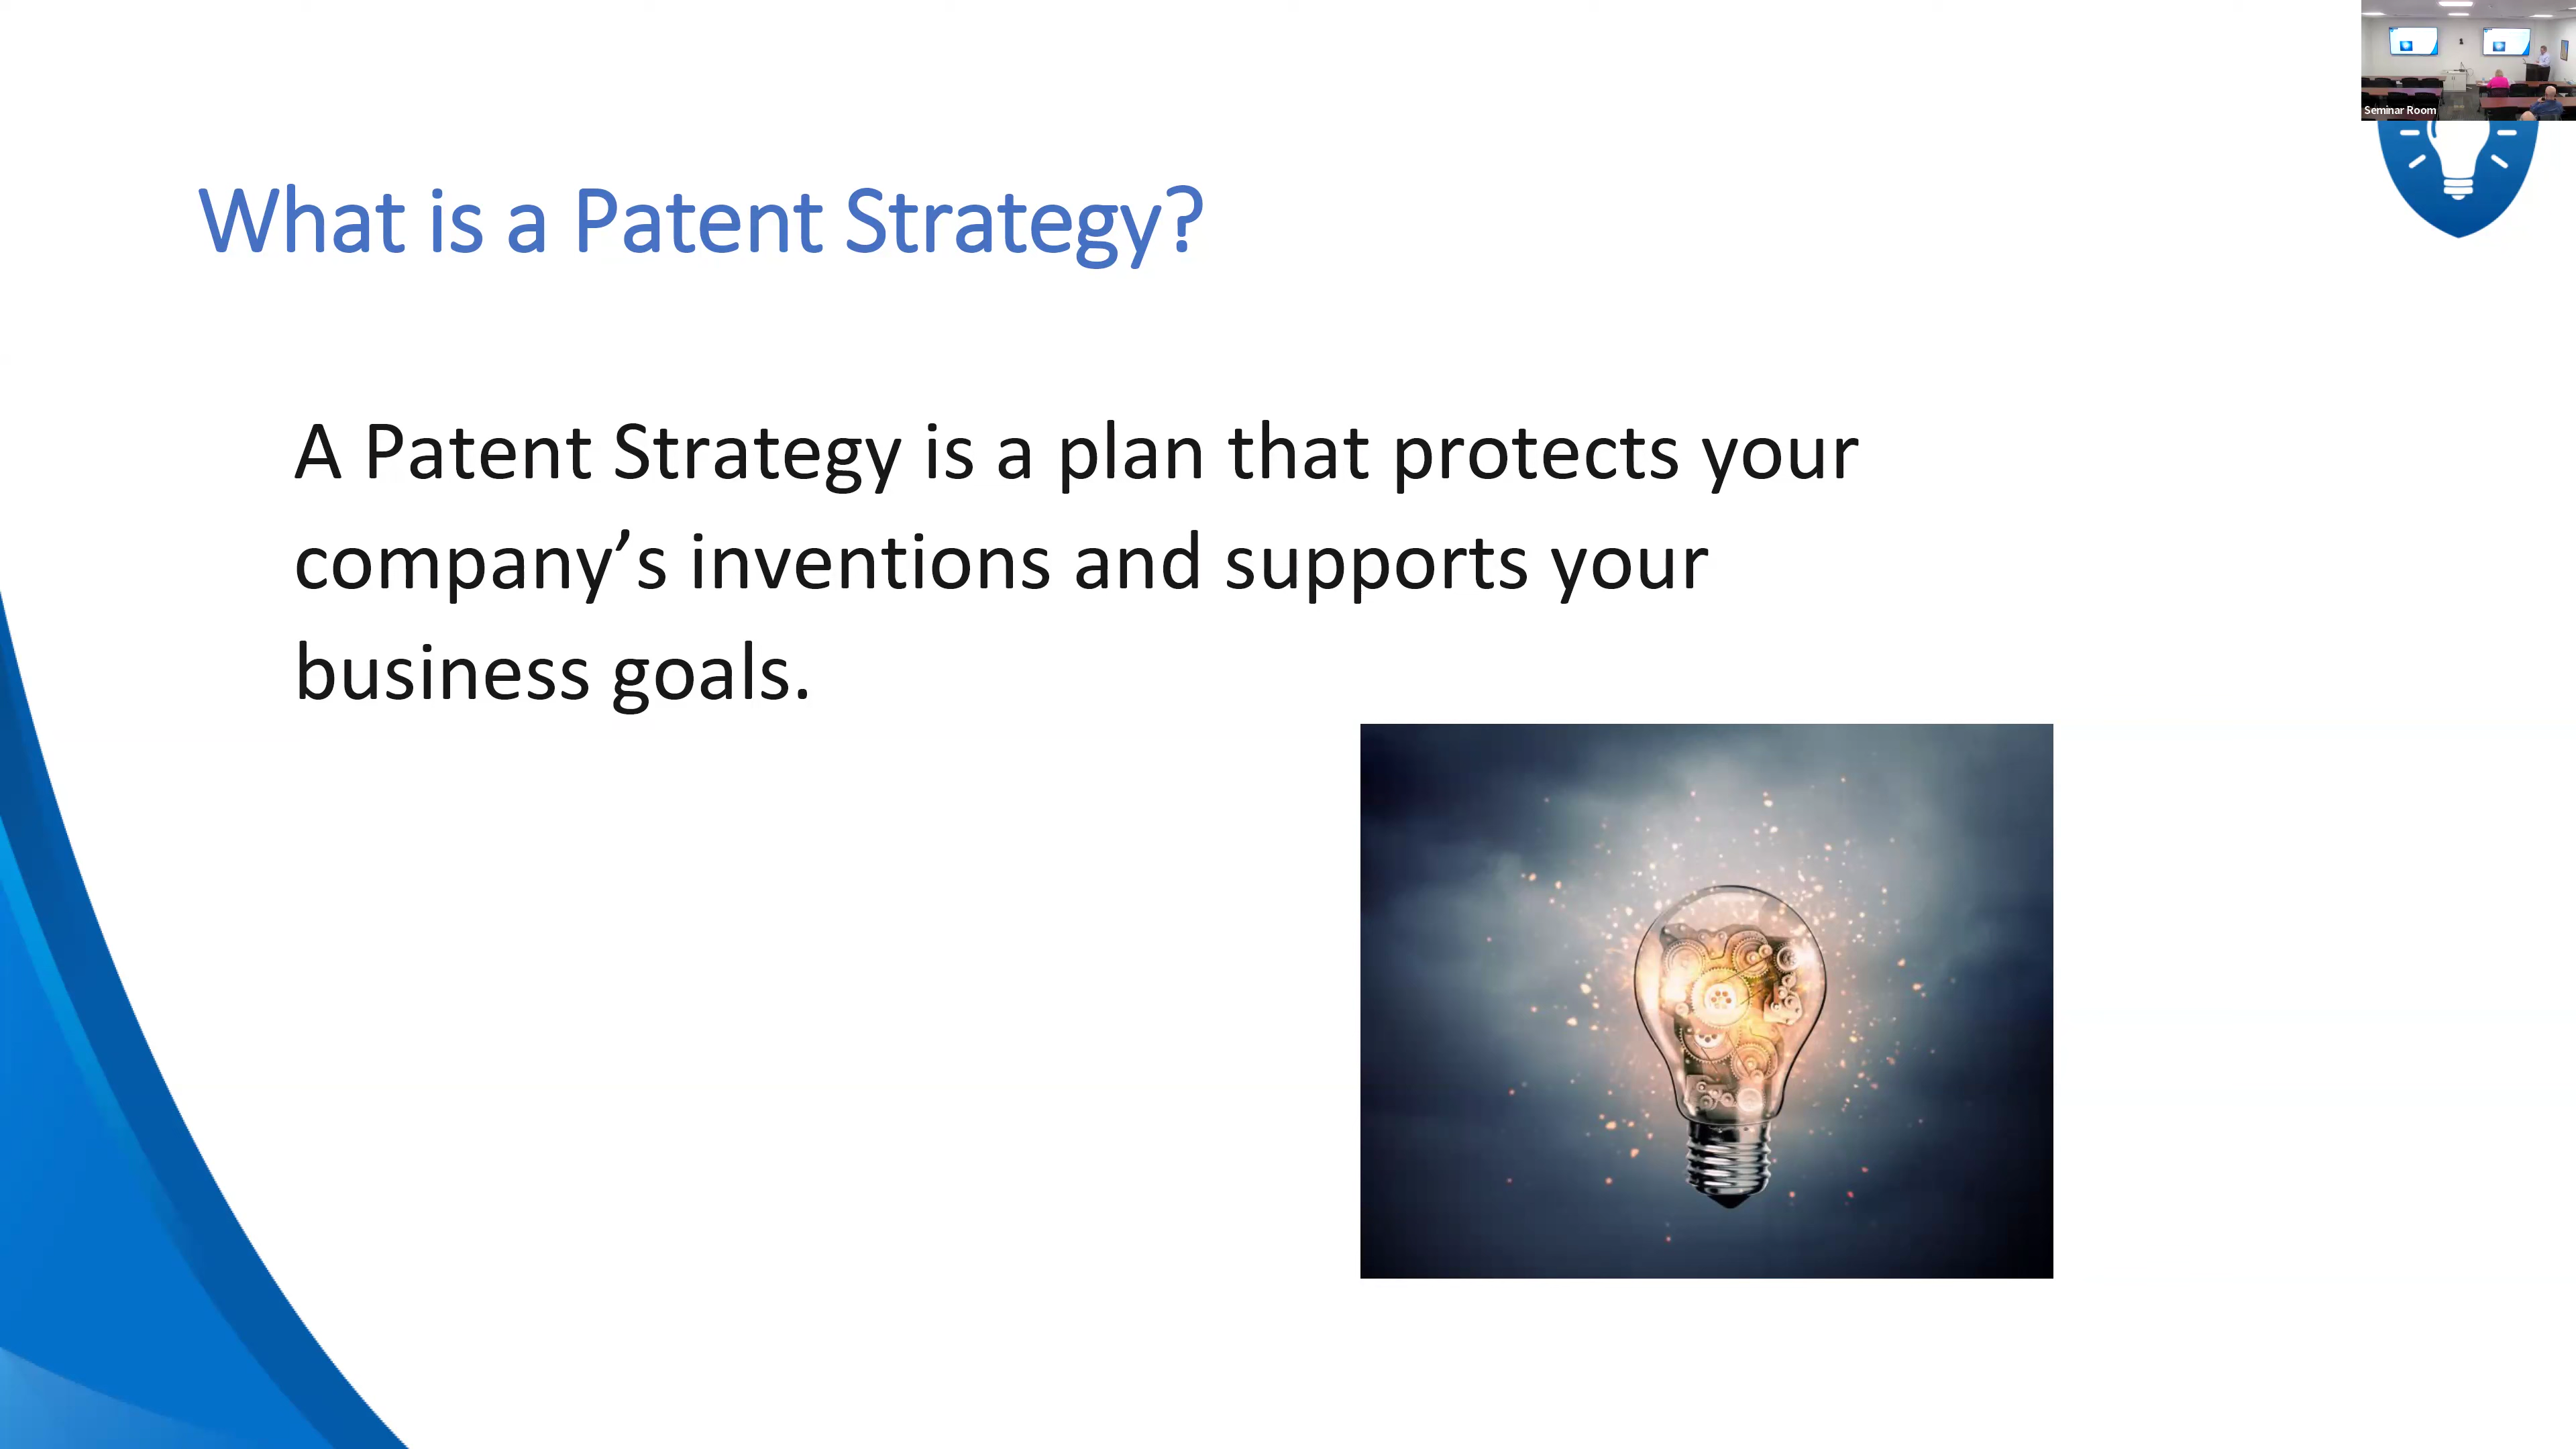 Seminar Room
What is a Patent Strategy?
A Patent Strategy is a plan that protects your
company’s inventions and supports your
business goals.